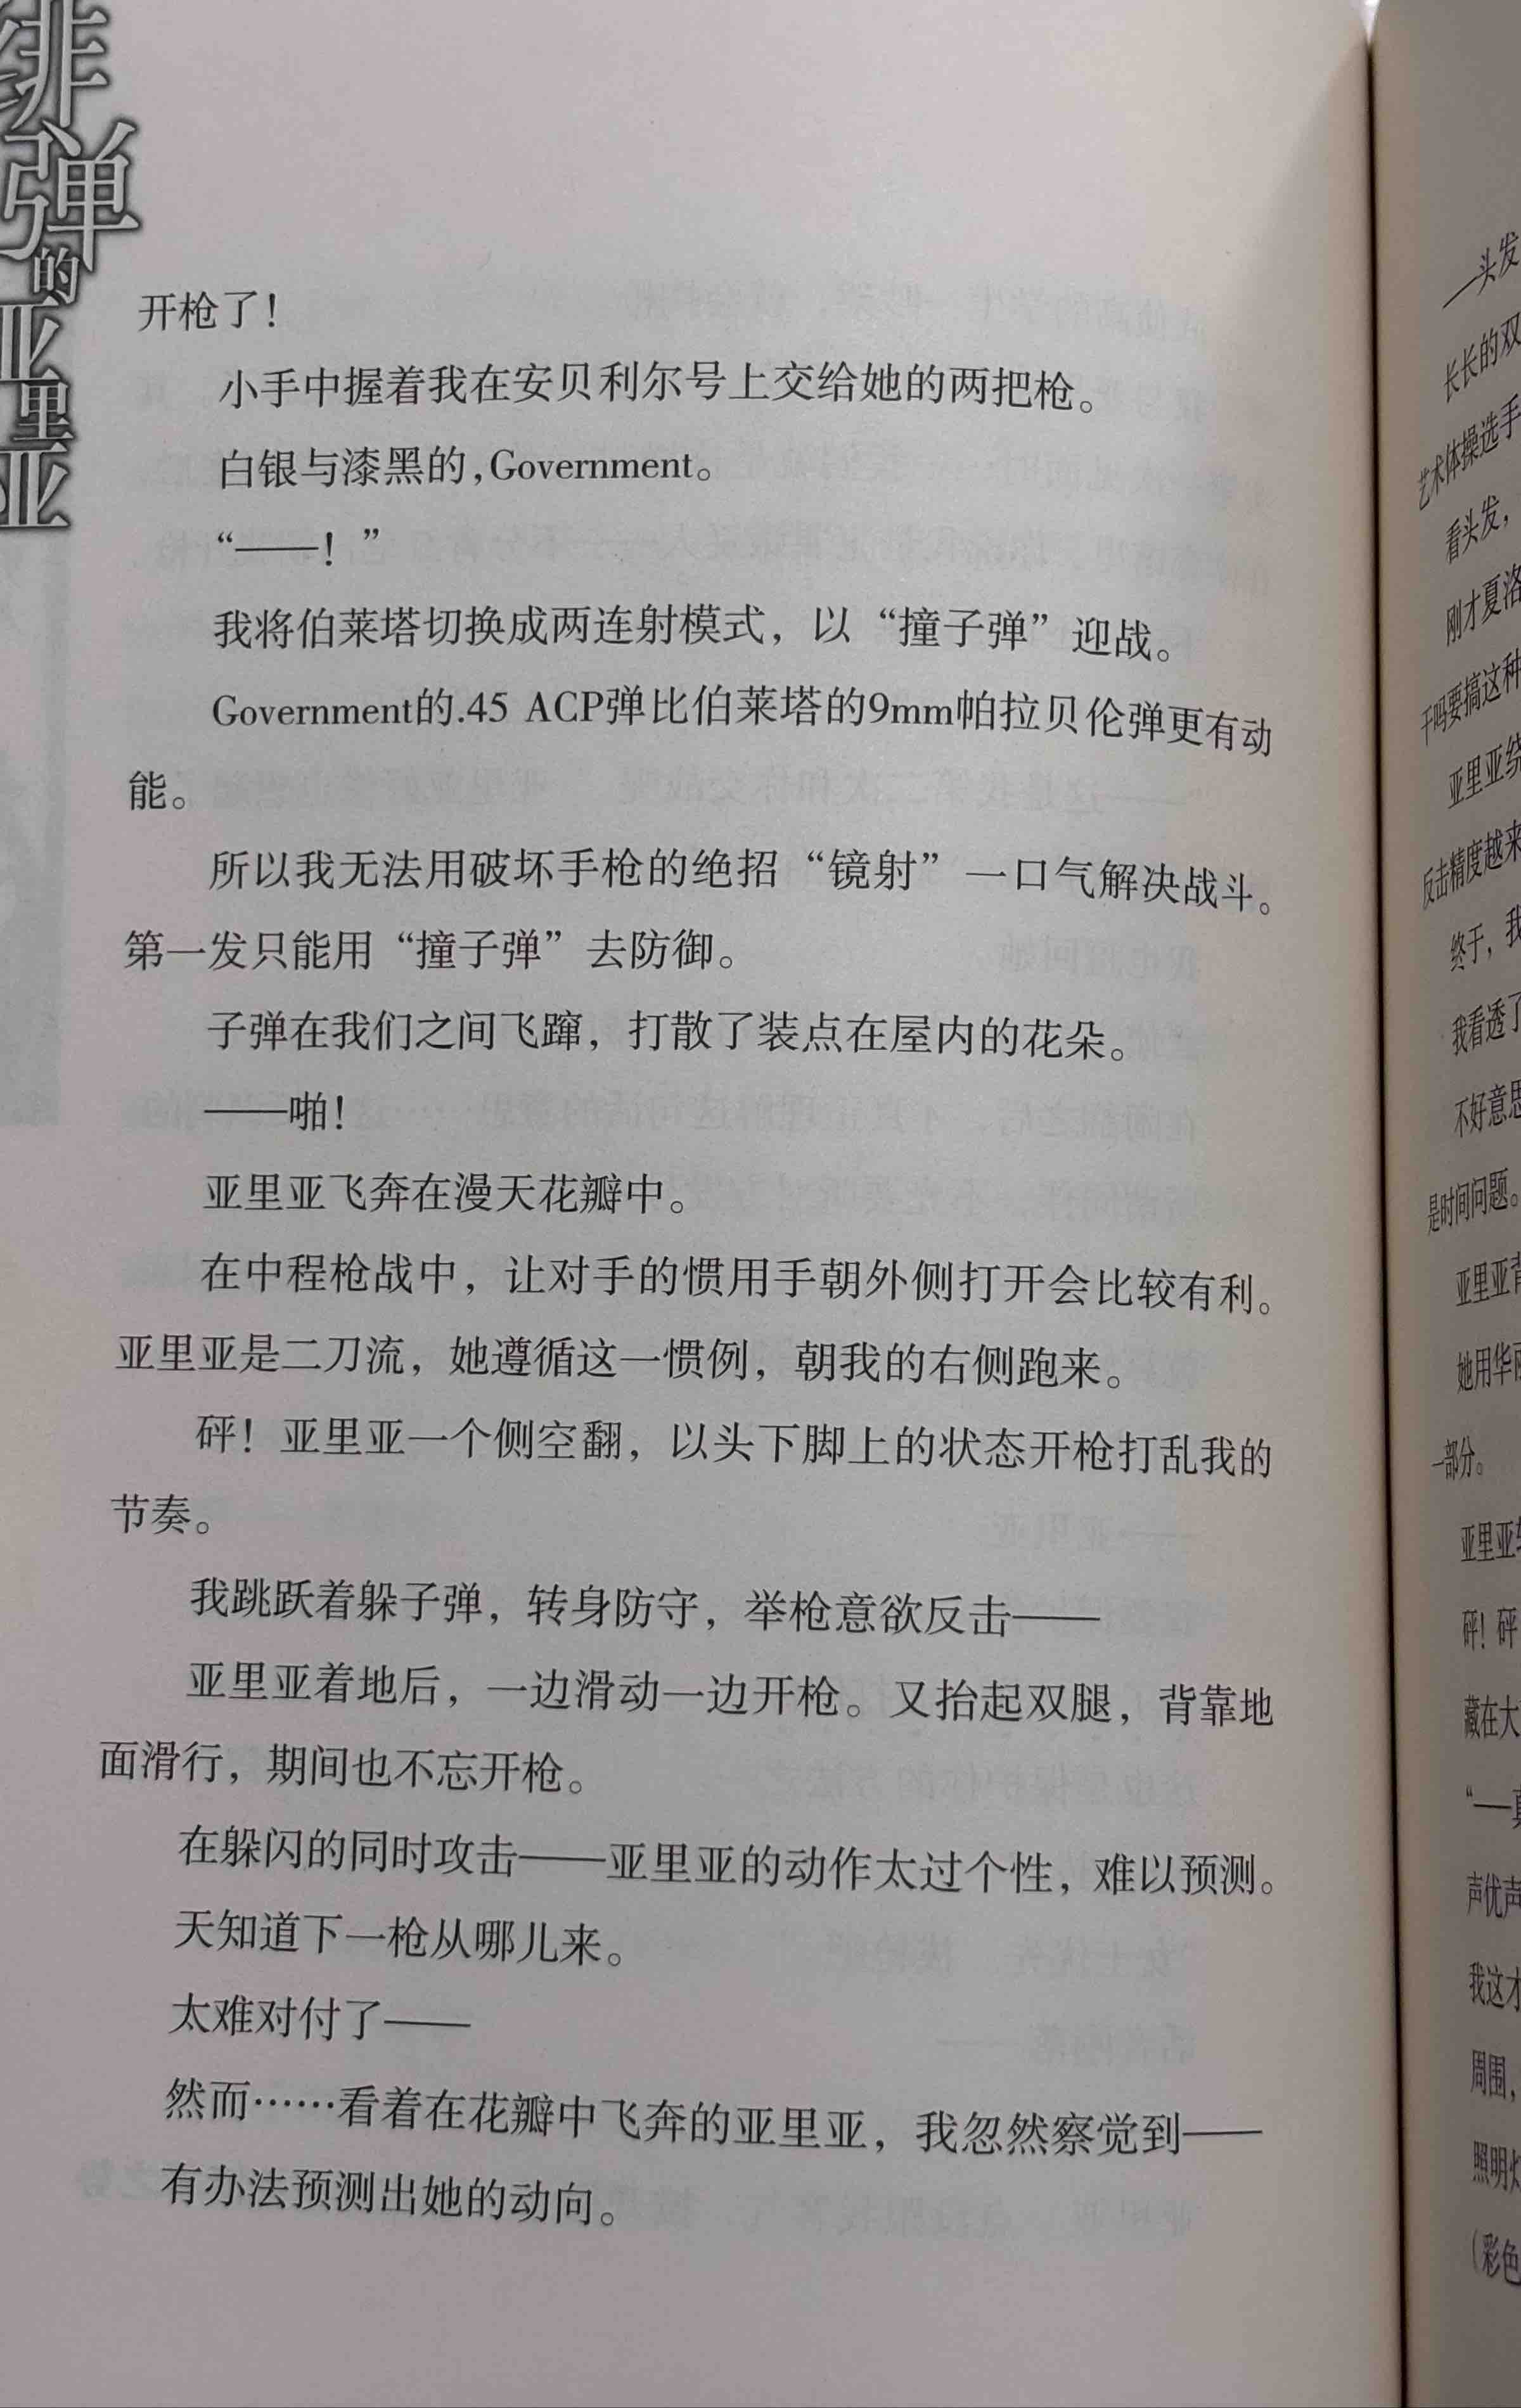 绯弹的亚里亚
开枪了！
小手中握着我在安贝利尔号上交给她的两把枪。
白银与漆黑的,Government。
“——！”
我将伯莱塔切换成两连射模式，以“撞子弹”迎战。
Government的.45 ACP弹比伯莱塔的9mm帕拉贝伦弹更有动
能。
所以我无法用破坏手枪的绝招“镜射”一口气解决战斗。
第一发只能用“撞子弹”去防御。
子弹在我们之间飞蹿，打散了装点在屋内的花朵。
——啪！
亚里亚飞奔在漫天花瓣中。
在中程枪战中，让对手的惯用手朝外侧打开会比较有利。
亚里亚是二刀流，她遵循这一惯例，朝我的右侧跑来。
砰！亚里亚一个侧空翻，以头下脚上的状态开枪打乱我的
节奏。
我跳跃着躲子弹，转身防守，举枪意欲反击——
亚里亚着地后，一边滑动一边开枪。又抬起双腿，背靠地
面滑行，期间也不忘开枪。
在躲闪的同时攻击——亚里亚的动作太过个性，难以预测。
天知道下一枪从哪儿来。
太难对付了——
然而……看着在花瓣中飞奔的亚里亚，我忽然察觉到——
有办法预测出她的动向。
—头发
长长的双
艺术体操选手
看头发，
刚才夏洛
干吗要搞这种
亚里亚绕
反击精度越来
终于，我
我看透了
不好意思
是时间问题。
亚里亚背
她用华丽
一部分。
亚里亚
砰！砰
藏在大
“—真
声优声
我这才
周围，
照明灯
（彩色